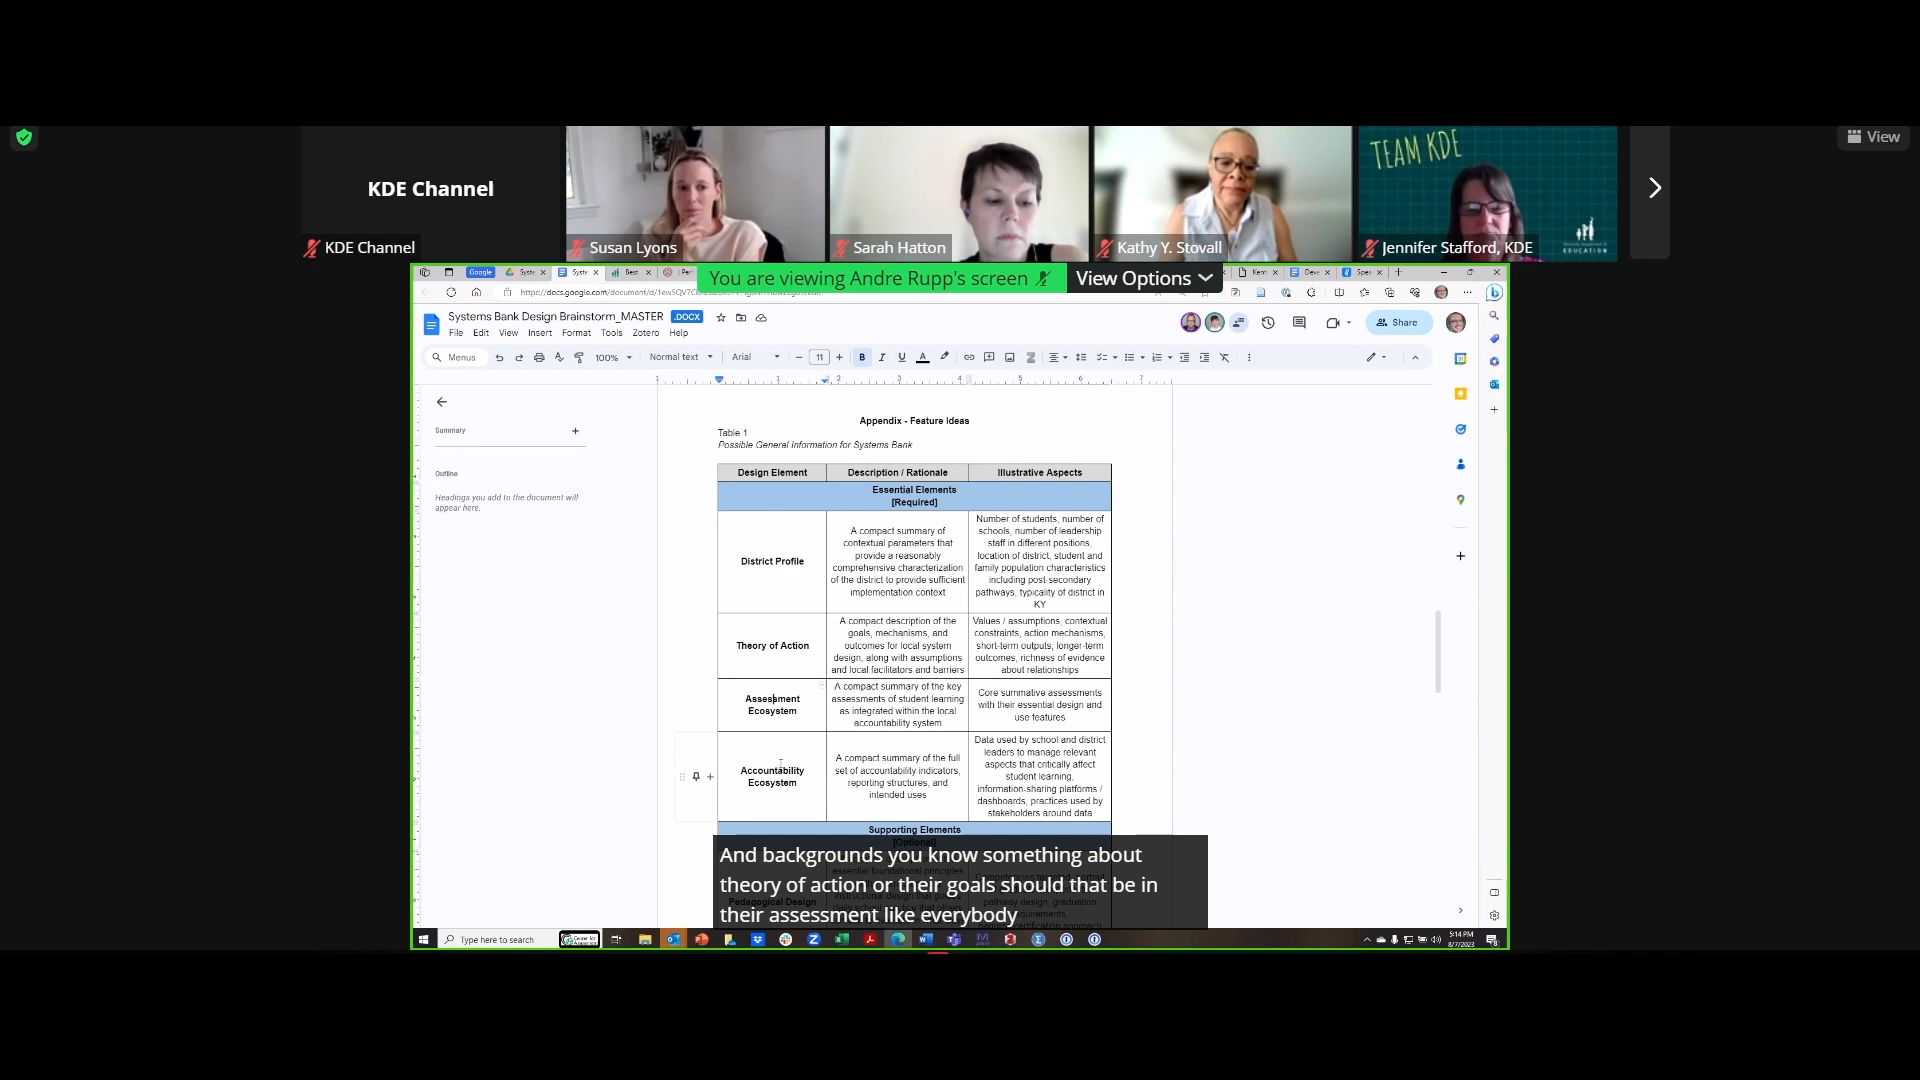 View
KDE Channel
TEAM KDE
KDE Channel
Susan Lyons
Sarah Hatton
Kathy Y. Stovall
Jennifer Stafford, KDE
EDUCATION
Google
You are viewing Andre Rupp's screen
View Options
Systems Bank Design Brainstorm_MASTER
.DOCX
File Edit View Insert Format Tools Zotero Help
Share
Menus
100%
Normal text
Arial
11
Summary
Outline
Headings you add to the document will
appear here.
Appendix - Feature Ideas
Table 1
Possible General Information for Systems Bank
Design Element
Description / Rationale
Illustrative Aspects
Essential Elements
[Required]
District Profile
A compact summary of
contextual parameters that
provide a reasonably
comprehensive characterization
of the district to provide sufficient
implementation context
Number of students, number of
schools, number of leadership
staff in different positions,
location of district, student and
family population characteristics
including post-secondary
pathways, typicality of district in
KY
Theory of Action
A compact description of the
goals, mechanisms, and
outcomes for local system
design, along with assumptions
and local facilitators and barriers
Values / assumptions, contextual
constraints, action mechanisms,
short-term outputs, longer-term
outcomes, richness of evidence
about relationships
Assessment
Ecosystem
A compact summary of the key
assessments of student learning
as integrated within the local
accountability system
Core summative assessments
with their essential design and
use features
Accountability
Ecosystem
A compact summary of the full
set of accountability indicators,
reporting structures, and
intended uses
Data used by school and district
leaders to manage relevant
aspects that critically affect
student learning,
information-sharing platforms /
dashboards, practices used by
stakeholders around data
Supporting Elements
[Optional]
Pedagogical Design
And backgrounds you know something about
theory of action or their goals should that be in
their assessment like everybody
Type here to search
5:14 PM
8/7/2023